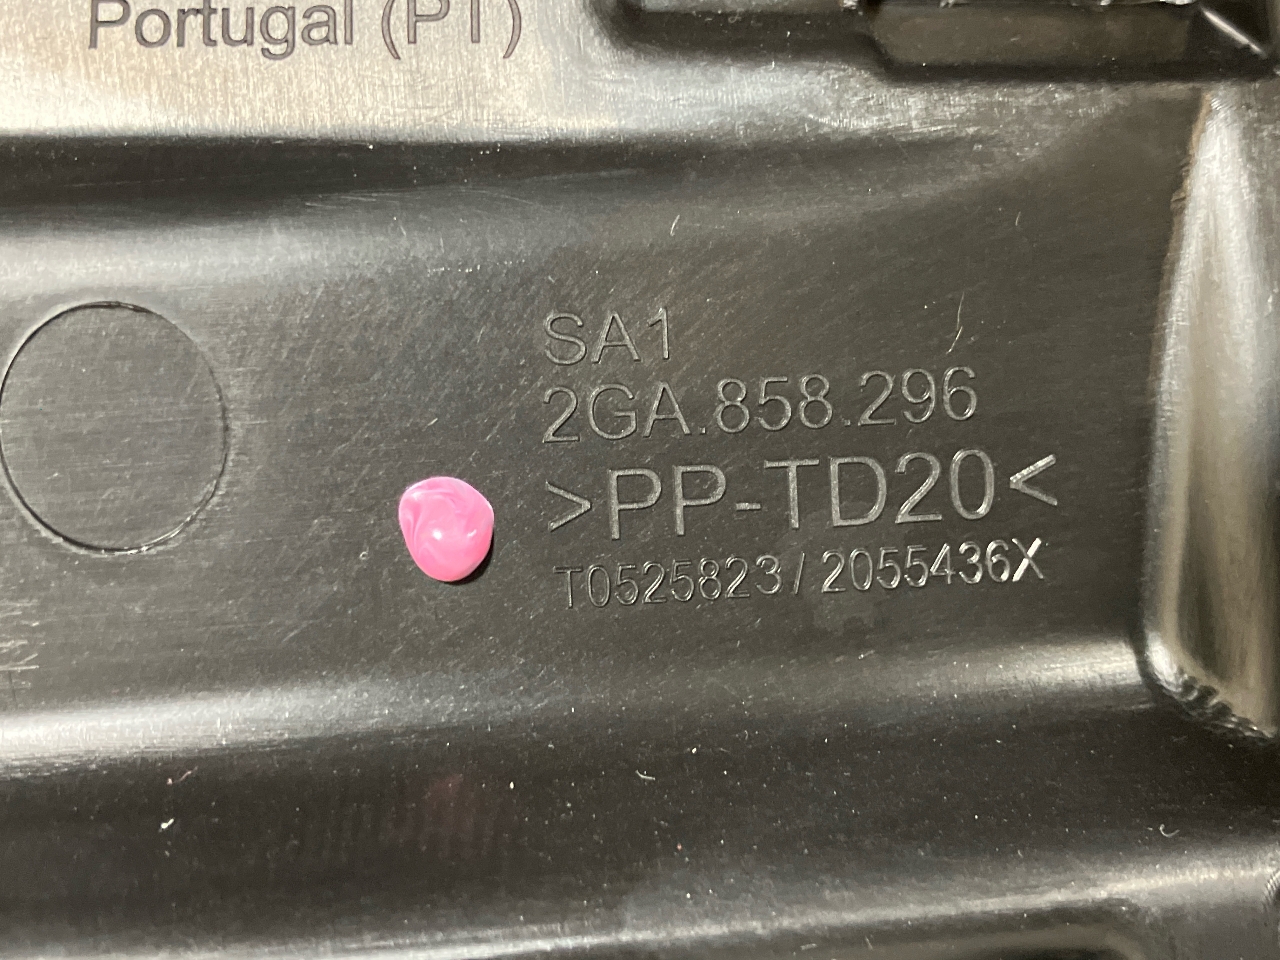 Portugal (PT)
SA1
2GA.858.296
>PP-TD20<
T0525823 / 2055436X